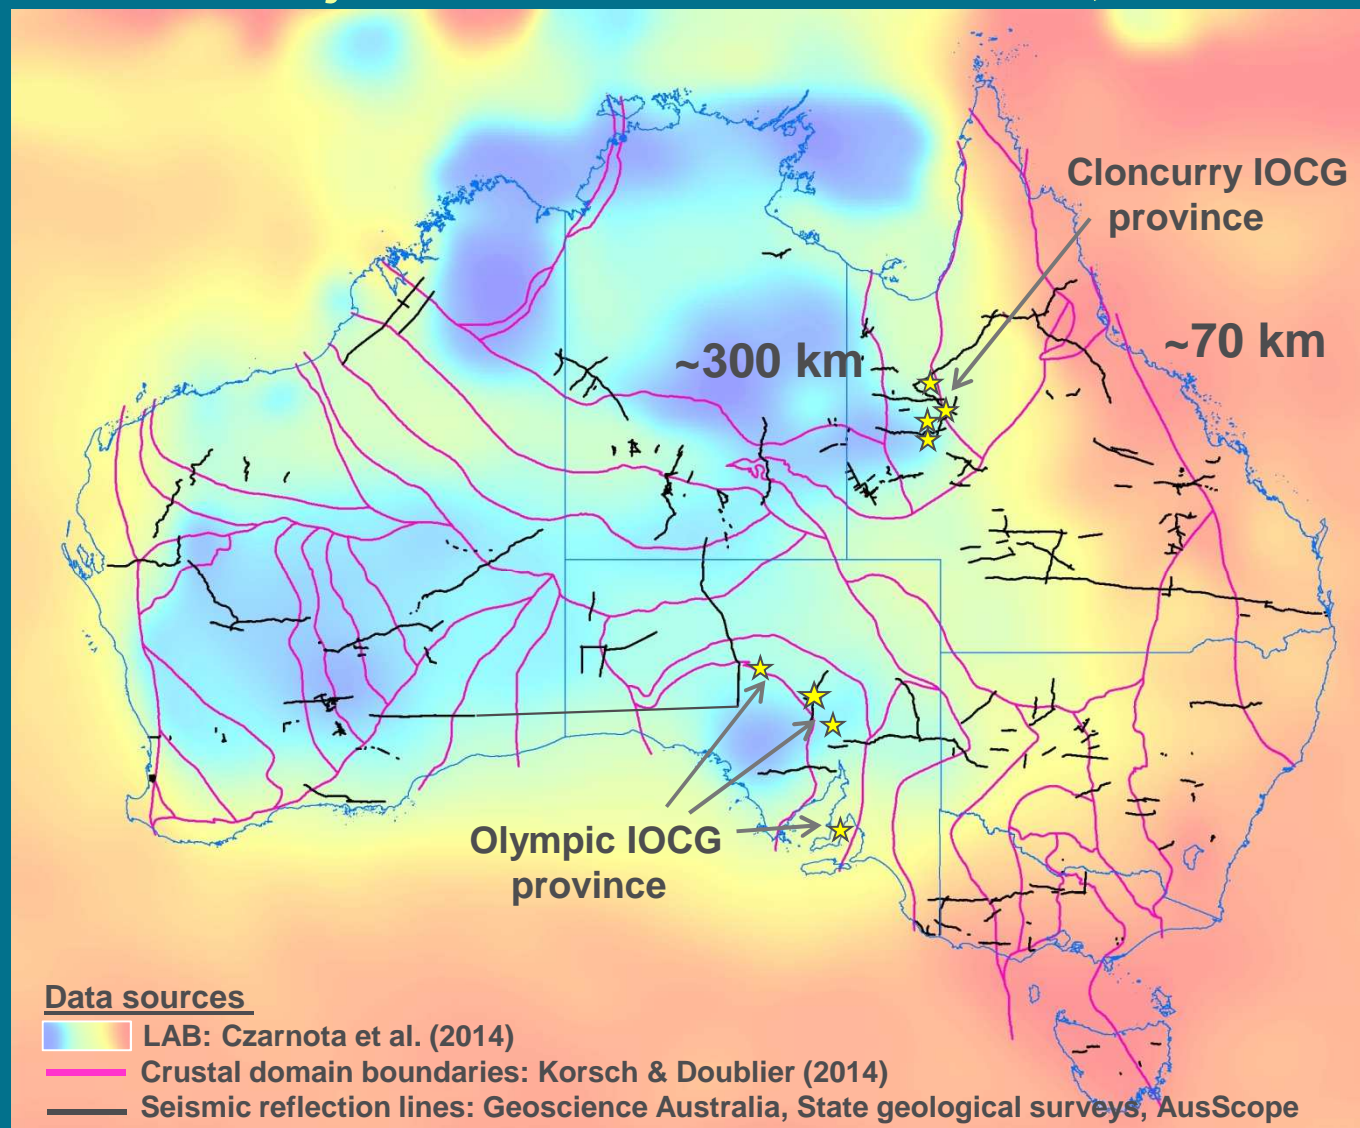 Cloncurry IOCG
province
~300 km
~70 km
Olympic IOCG
province
Data sources
LAB: Czarnota et al. (2014)
Crustal domain boundaries: Korsch & Doublier (2014)
Seismic reflection lines: Geoscience Australia, State geological surveys, AusScope